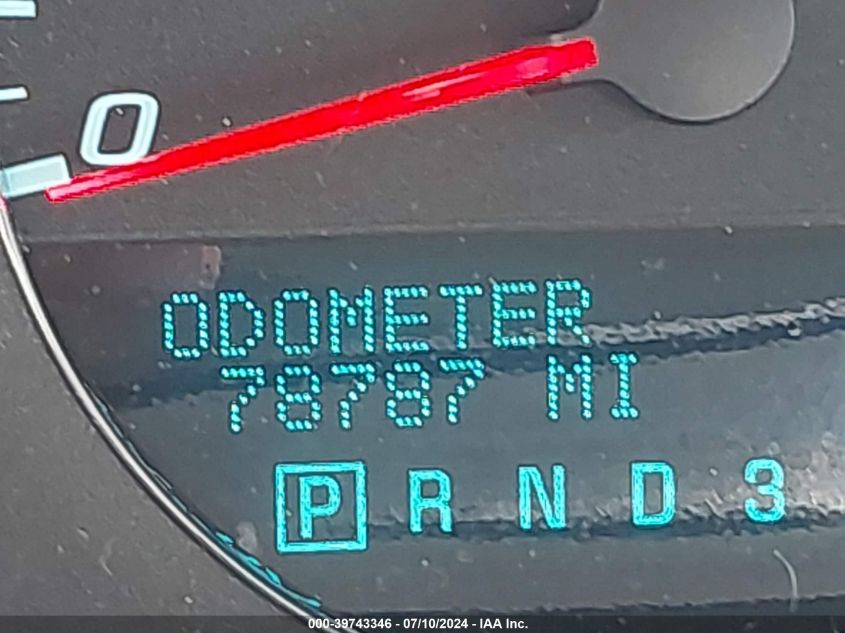 0
ODOMETER
78787 MI
P R N D 3
000-39743346 - 07/10/2024 - IAA Inc.